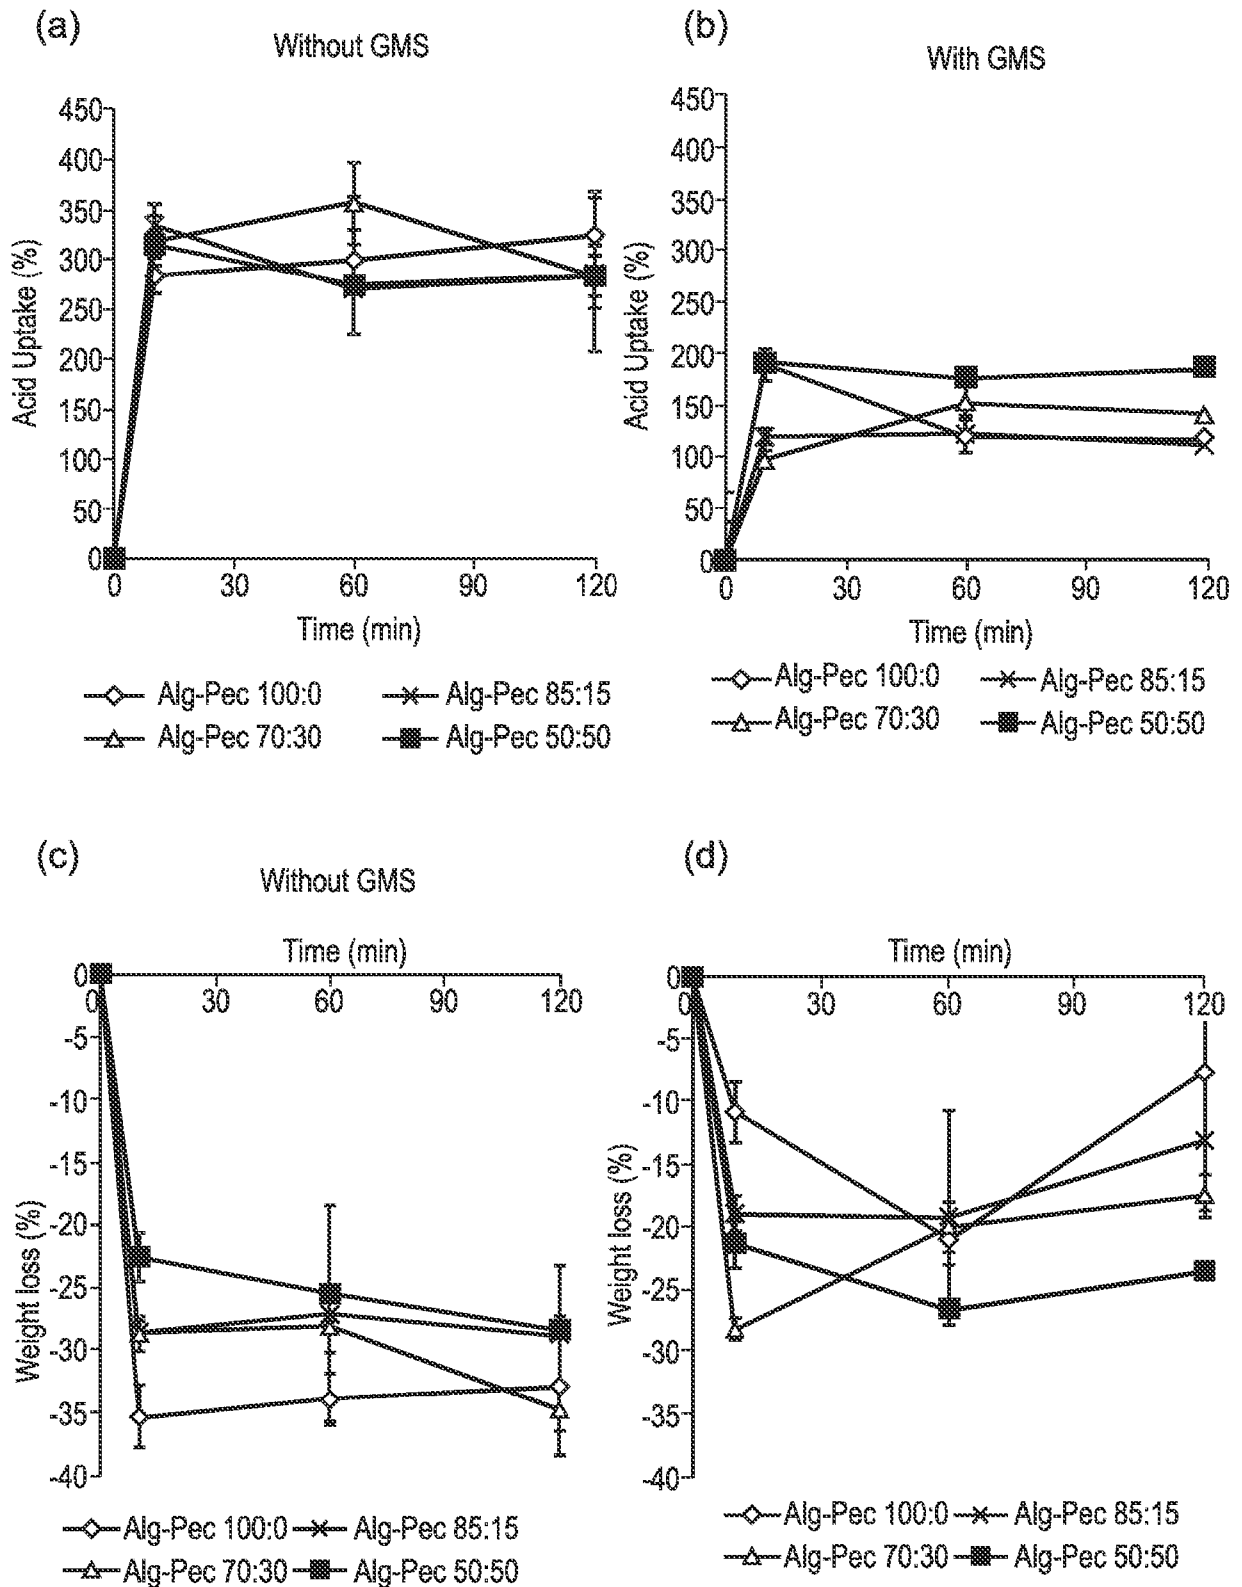 (a)
Without GMS
450
400
350
300
250
200
150
100
50
0
Acid Uptake (%)
0 30 60 90 120
Time (min)
Alg-Pec 100:0 Alg-Pec 85:15
Alg-Pec 70:30 Alg-Pec 50:50
(b)
With GMS
450
400
350
300
250
200
150
100
50
0
Acid Uptake (%)
0 30 60 90 120
Time (min)
Alg-Pec 100:0 Alg-Pec 85:15
Alg-Pec 70:30 Alg-Pec 50:50
(c)
Without GMS
Time (min)
0
0 30 60 90 120
-5
-10
-15
-20
-25
-30
-35
-40
Weight loss (%)
Alg-Pec 100:0 Alg-Pec 85:15
Alg-Pec 70:30 Alg-Pec 50:50
(d)
Time (min)
0
0 30 60 90 120
-5
-10
-15
-20
-25
-30
-35
-40
Weight loss (%)
Alg-Pec 100:0 Alg-Pec 85:15
Alg-Pec 70:30 Alg-Pec 50:50